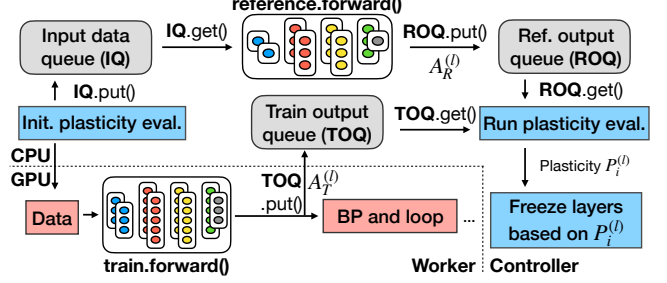 reference.forward()
Input data
queue (IQ)
IQ.get()
ROQ.put()
A_R^{(l)}
Ref. output
queue (ROQ)
IQ.put()
ROQ.get()
Init. plasticity eval.
Train output
queue (TOQ)
TOQ.get()
Run plasticity eval.
CPU
GPU
Plasticity P_i^{(l)}
Data
TOQ
.put()
A_T^{(l)}
BP and loop
...
Freeze layers
based on P_i^{(l)}
train.forward()
Worker
Controller